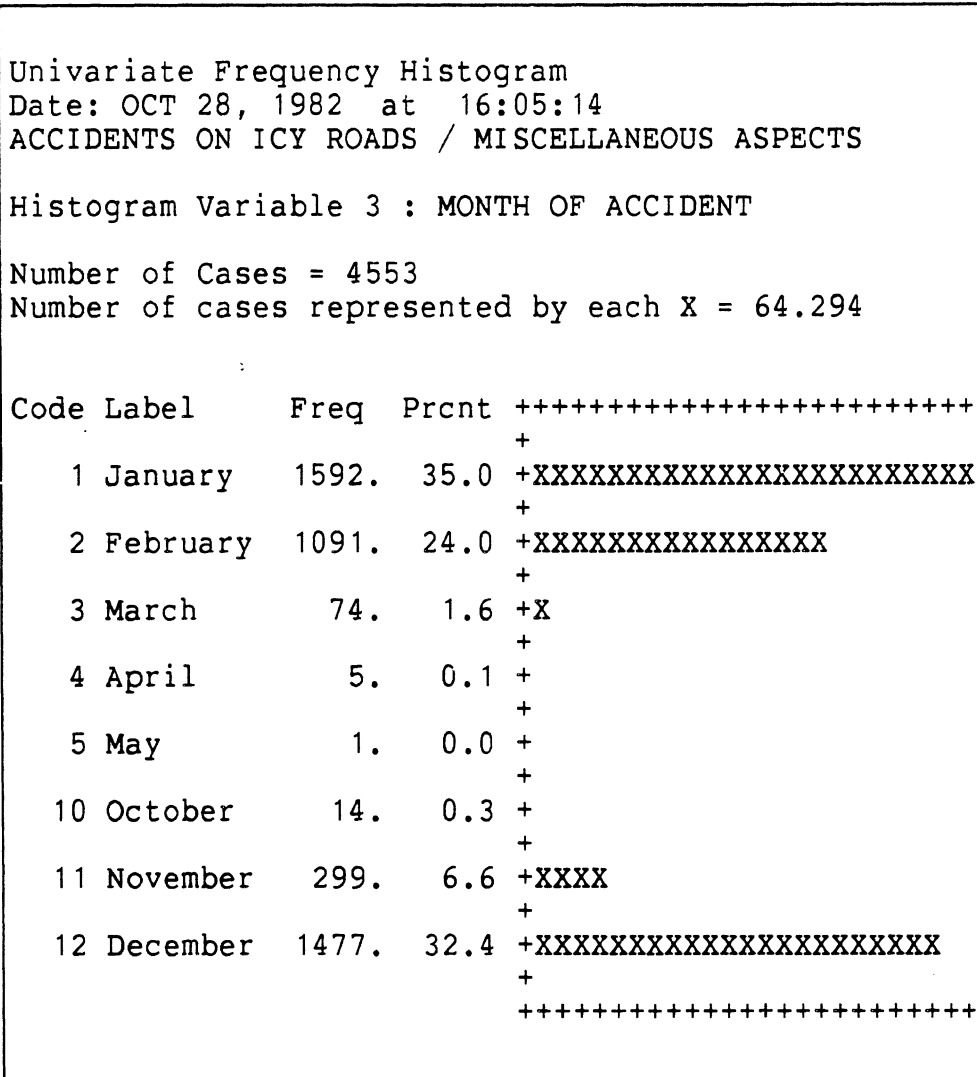 Univariate Frequency Histogram
Date: OCT 28, 1982 at 16:05:14
ACCIDENTS ON ICY ROADS / MISCELLANEOUS ASPECTS
Histogram Variable 3 : MONTH OF ACCIDENT
Number of Cases = 4553
Number of cases represented by each X = 64.294
Code Label Freq Prcnt +++++++++++++++++++++++++
+
1 January 1592. 35.0 +XXXXXXXXXXXXXXXXXXXXXXXX
+
2 February 1091. 24.0 +XXXXXXXXXXXXXXXX
+
3 March 74. 1.6 +X
+
4 April 5. 0.1 +
+
5 May 1. 0.0 +
+
10 October 14. 0.3 +
+
11 November 299. 6.6 +XXXX
+
12 December 1477. 32.4 +XXXXXXXXXXXXXXXXXXXXXX
+
+++++++++++++++++++++++++